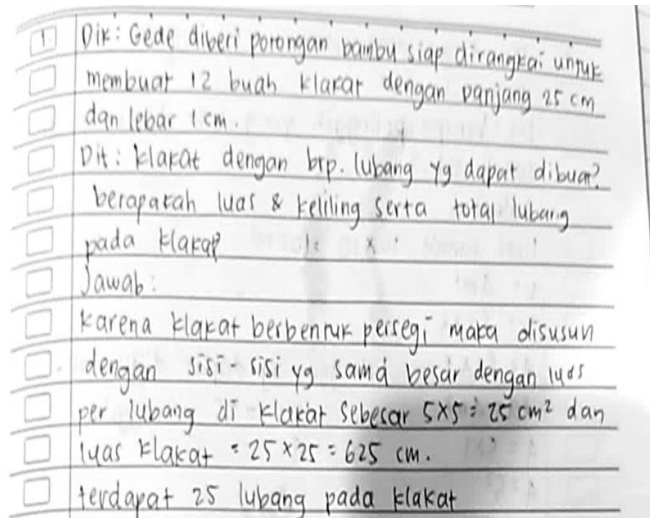 1. Dik: Gede diberi potongan bambu siap dirangkai untuk
membuat 12 buah klakat dengan panjang 25 cm
dan lebar 1 cm.
Dit: klakat dengan brp. lubang yg dapat dibuat?
berapakah luas & keliling serta total lubang
pada klakat?
Jawab:
Karena klakat berbentuk persegi maka disusun
dengan sisi-sisi yg sama besar dengan luas
per lubang di klakat sebesar 5x5 = 25 cm² dan
luas klakat = 25 x 25 = 625 cm.
terdapat 25 lubang pada klakat